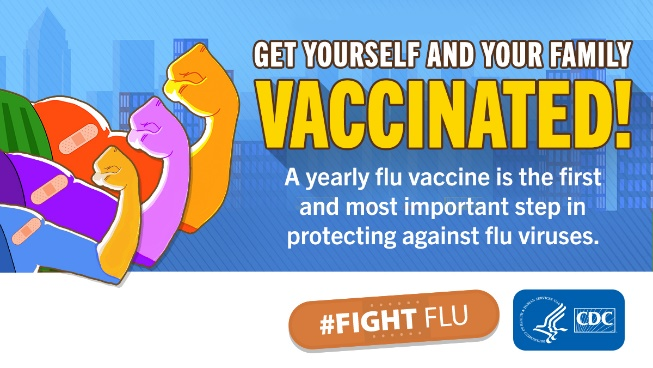 GET YOURSELF AND YOUR FAMILY
VACCINATED!
A yearly flu vaccine is the first
and most important step in
protecting against flu viruses.
#FIGHT FLU
CDC